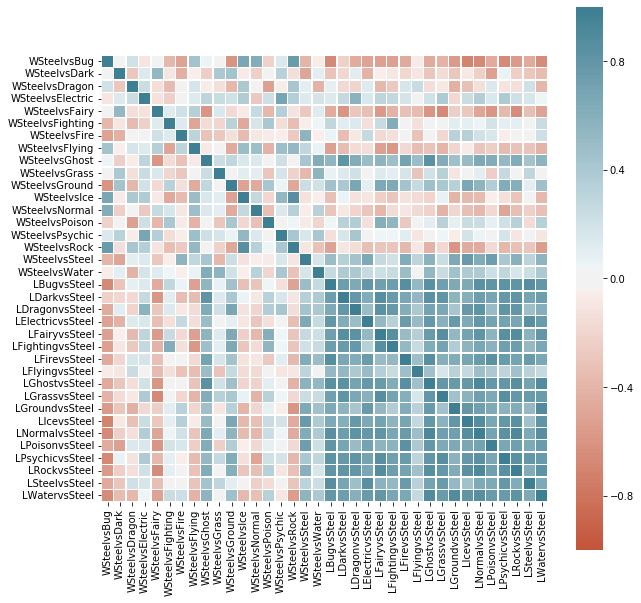 WSteelvsBug
WSteelvsDark
WSteelvsDragon
WSteelvsElectric
WSteelvsFairy
WSteelvsFighting
WSteelvsFire
WSteelvsFlying
WSteelvsGhost
WSteelvsGrass
WSteelvsGround
WSteelvsIce
WSteelvsNormal
WSteelvsPoison
WSteelvsPsychic
WSteelvsRock
WSteelvsSteel
WSteelvsWater
LBugvsSteel
LDarkvsSteel
LDragonvsSteel
LElectricvsSteel
LFairyvsSteel
LFightingvsSteel
LFirevsSteel
LFlyingvsSteel
LGhostvsSteel
LGrassvsSteel
LGroundvsSteel
LIcevsSteel
LNormalvsSteel
LPoisonvsSteel
LPsychicvsSteel
LRockvsSteel
LSteelvsSteel
LWatervsSteel
WSteelvsBug
WSteelvsDark
WSteelvsDragon
WSteelvsElectric
WSteelvsFairy
WSteelvsFighting
WSteelvsFire
WSteelvsFlying
WSteelvsGhost
WSteelvsGrass
WSteelvsGround
WSteelvsIce
WSteelvsNormal
WSteelvsPoison
WSteelvsPsychic
WSteelvsRock
WSteelvsSteel
WSteelvsWater
LBugvsSteel
LDarkvsSteel
LDragonvsSteel
LElectricvsSteel
LFairyvsSteel
LFightingvsSteel
LFirevsSteel
LFlyingvsSteel
LGhostvsSteel
LGrassvsSteel
LGroundvsSteel
LIcevsSteel
LNormalvsSteel
LPoisonvsSteel
LPsychicvsSteel
LRockvsSteel
LSteelvsSteel
LWatervsSteel
0.8
0.4
0.0
−0.4
−0.8